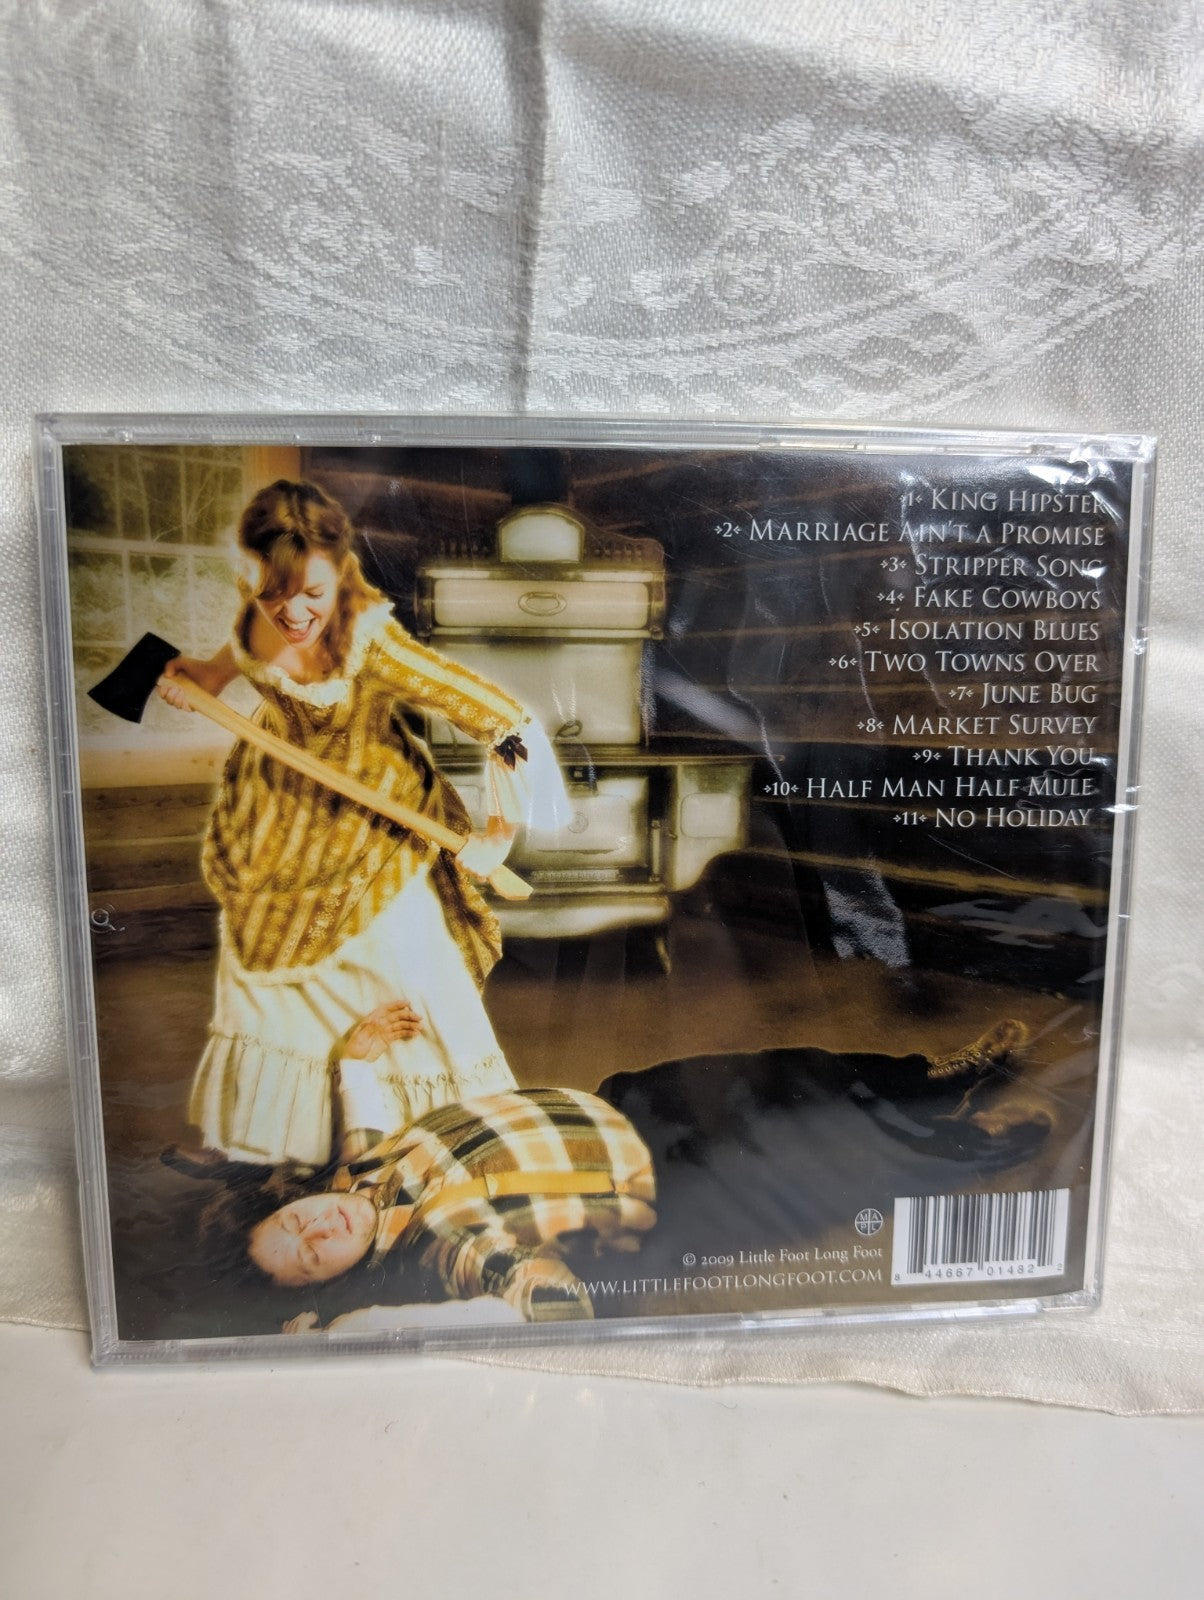 1 King Hipster
2 Marriage Ain't a Promise
3 Stripper Song
4 Fake Cowboys
5 Isolation Blues
6 Two Towns Over
7 June Bug
8 Market Survey
9 Thank You
10 Half Man Half Mule
11 No Holiday
MAPL
© 2009 Little Foot Long Foot
www.littlefootlongfoot.com
8 44667 01482 2